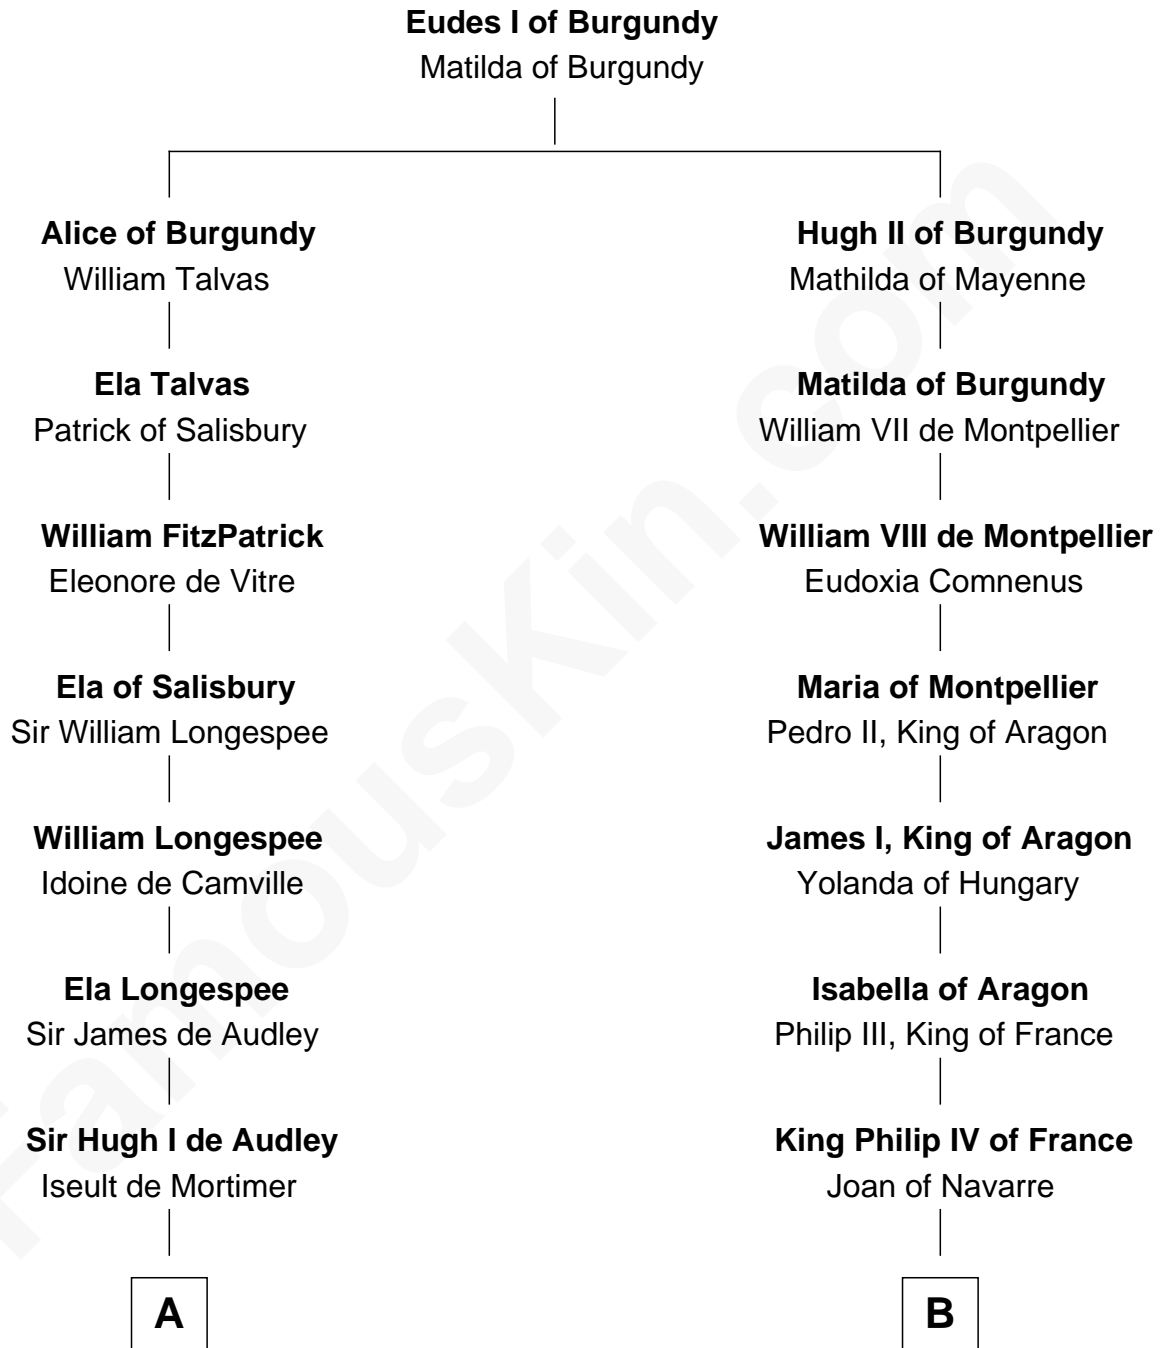 Eudes I of Burgundy
Matilda of Burgundy
Alice of Burgundy
William Talvas
Hugh II of Burgundy
Mathilda of Mayenne
Ela Talvas
Patrick of Salisbury
Matilda of Burgundy
William VII de Montpellier
William FitzPatrick
Eleonore de Vitre
William VIII de Montpellier
Eudoxia Comnenus
Ela of Salisbury
Sir William Longespee
Maria of Montpellier
Pedro II, King of Aragon
William Longespee
Idoine de Camville
James I, King of Aragon
Yolanda of Hungary
Ela Longespee
Sir James de Audley
Isabella of Aragon
Philip III, King of France
Sir Hugh I de Audley
Iseult de Mortimer
King Philip IV of France
Joan of Navarre
A
B
FamousKin.com